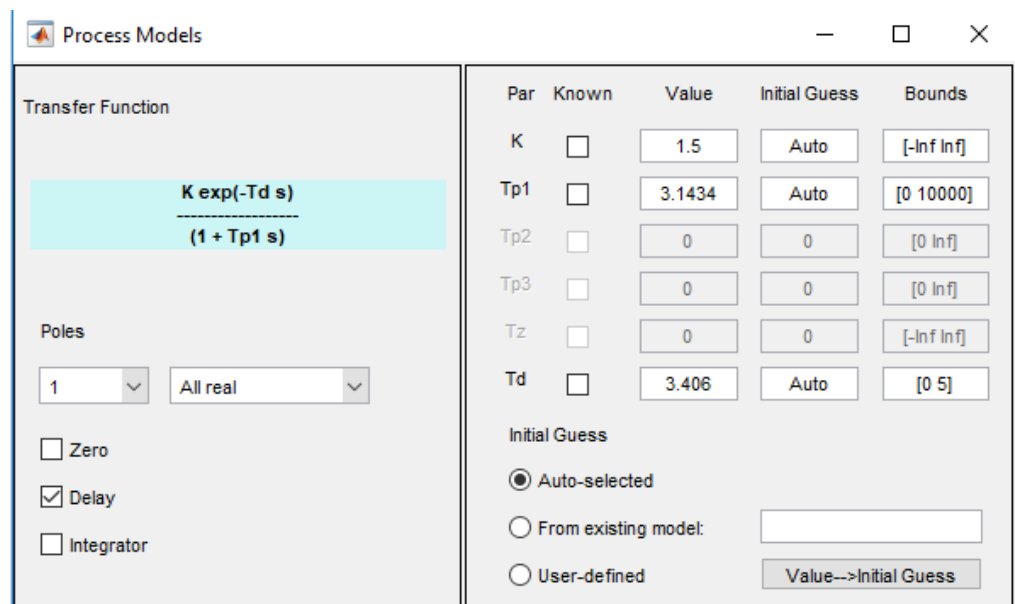 Process Models
Transfer Function
K exp(-Td s)
------------------
(1 + Tp1 s)
Poles
1 All real
Zero
Delay
Integrator
Par Known Value Initial Guess Bounds
K 1.5 Auto [-Inf Inf]
Tp1 3.1434 Auto [0 10000]
Tp2 0 0 [0 Inf]
Tp3 0 0 [0 Inf]
Tz 0 0 [-Inf Inf]
Td 3.406 Auto [0 5]
Initial Guess
Auto-selected
From existing model:
User-defined Value-->Initial Guess